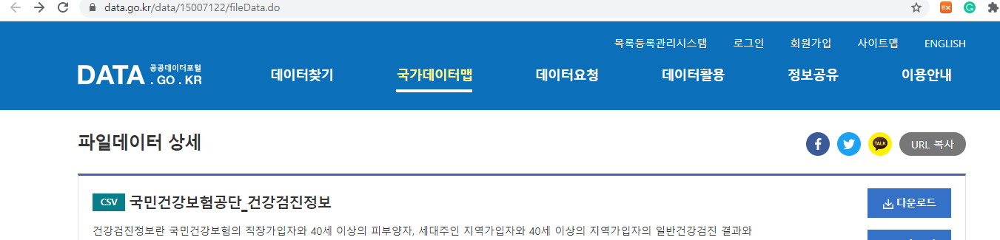 data.go.kr/data/15007122/fileData.do
목록등록관리시스템 로그인 회원가입 사이트맵 ENGLISH
DATA 공공데이터포털
.GO.KR
데이터찾기 국가데이터맵 데이터요청 데이터활용 정보공유 이용안내
파일데이터 상세
TALK
URL 복사
CSV 국민건강보험공단_건강검진정보
다운로드
건강검진정보란 국민건강보험의 직장가입자와 40세 이상의 피부양자, 세대주인 지역가입자와 40세 이상의 지역가입자의 일반건강검진 결과와